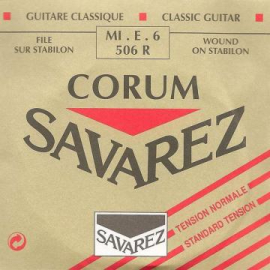 GUITARE CLASSIQUE
CLASSIC GUITAR
FILE
SUR STABILON
MI . E . 6
506 R
WOUND
ON STABILON
CORUM
SAVAREZ
TENSION NORMALE
STANDARD TENSION
SAVAREZ